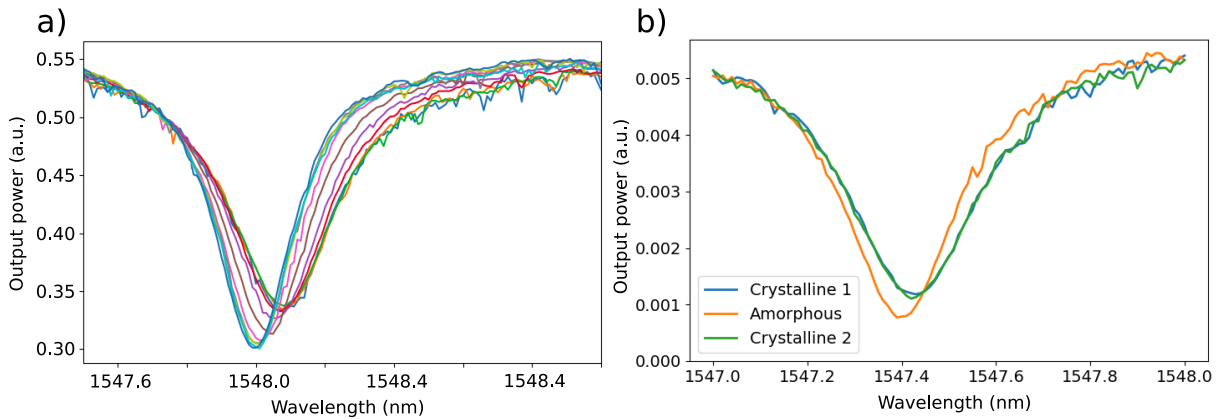 a)
Output power (a.u.)
0.55
0.50
0.45
0.40
0.35
0.30
1547.6
1548.0
1548.4
1548.4
Wavelength (nm)
b)
Output power (a.u.)
0.005
0.004
0.003
0.002
0.001
0.000
Crystalline 1
Amorphous
Crystalline 2
1547.0
1547.2
1547.4
1547.6
1547.8
1548.0
Wavelength (nm)